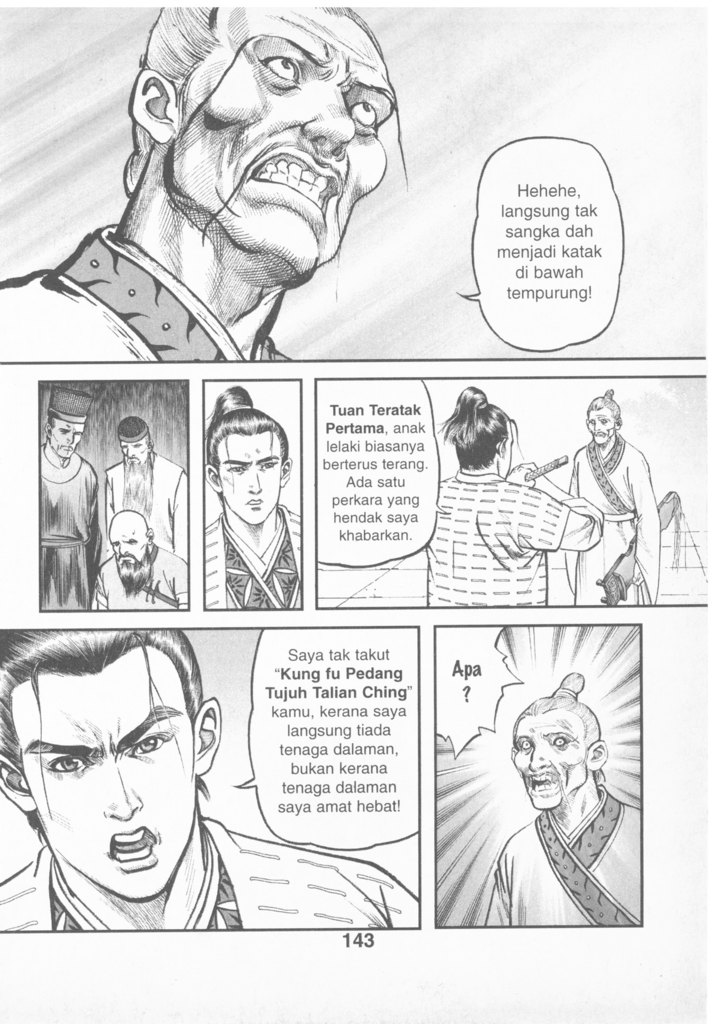 Hehehe,
langsung tak
sangka dah
menjadi katak
di bawah
tempurung!
Tuan Teratak
Pertama, anak
lelaki biasanya
berterus terang.
Ada satu
perkara yang
hendak saya
khabarkan.
Saya tak takut
“Kung fu Pedang
Tujuh Talian Ching”
kamu, kerana saya
langsung tiada
tenaga dalaman,
bukan kerana
tenaga dalaman
saya amat hebat!
Apa
?
143